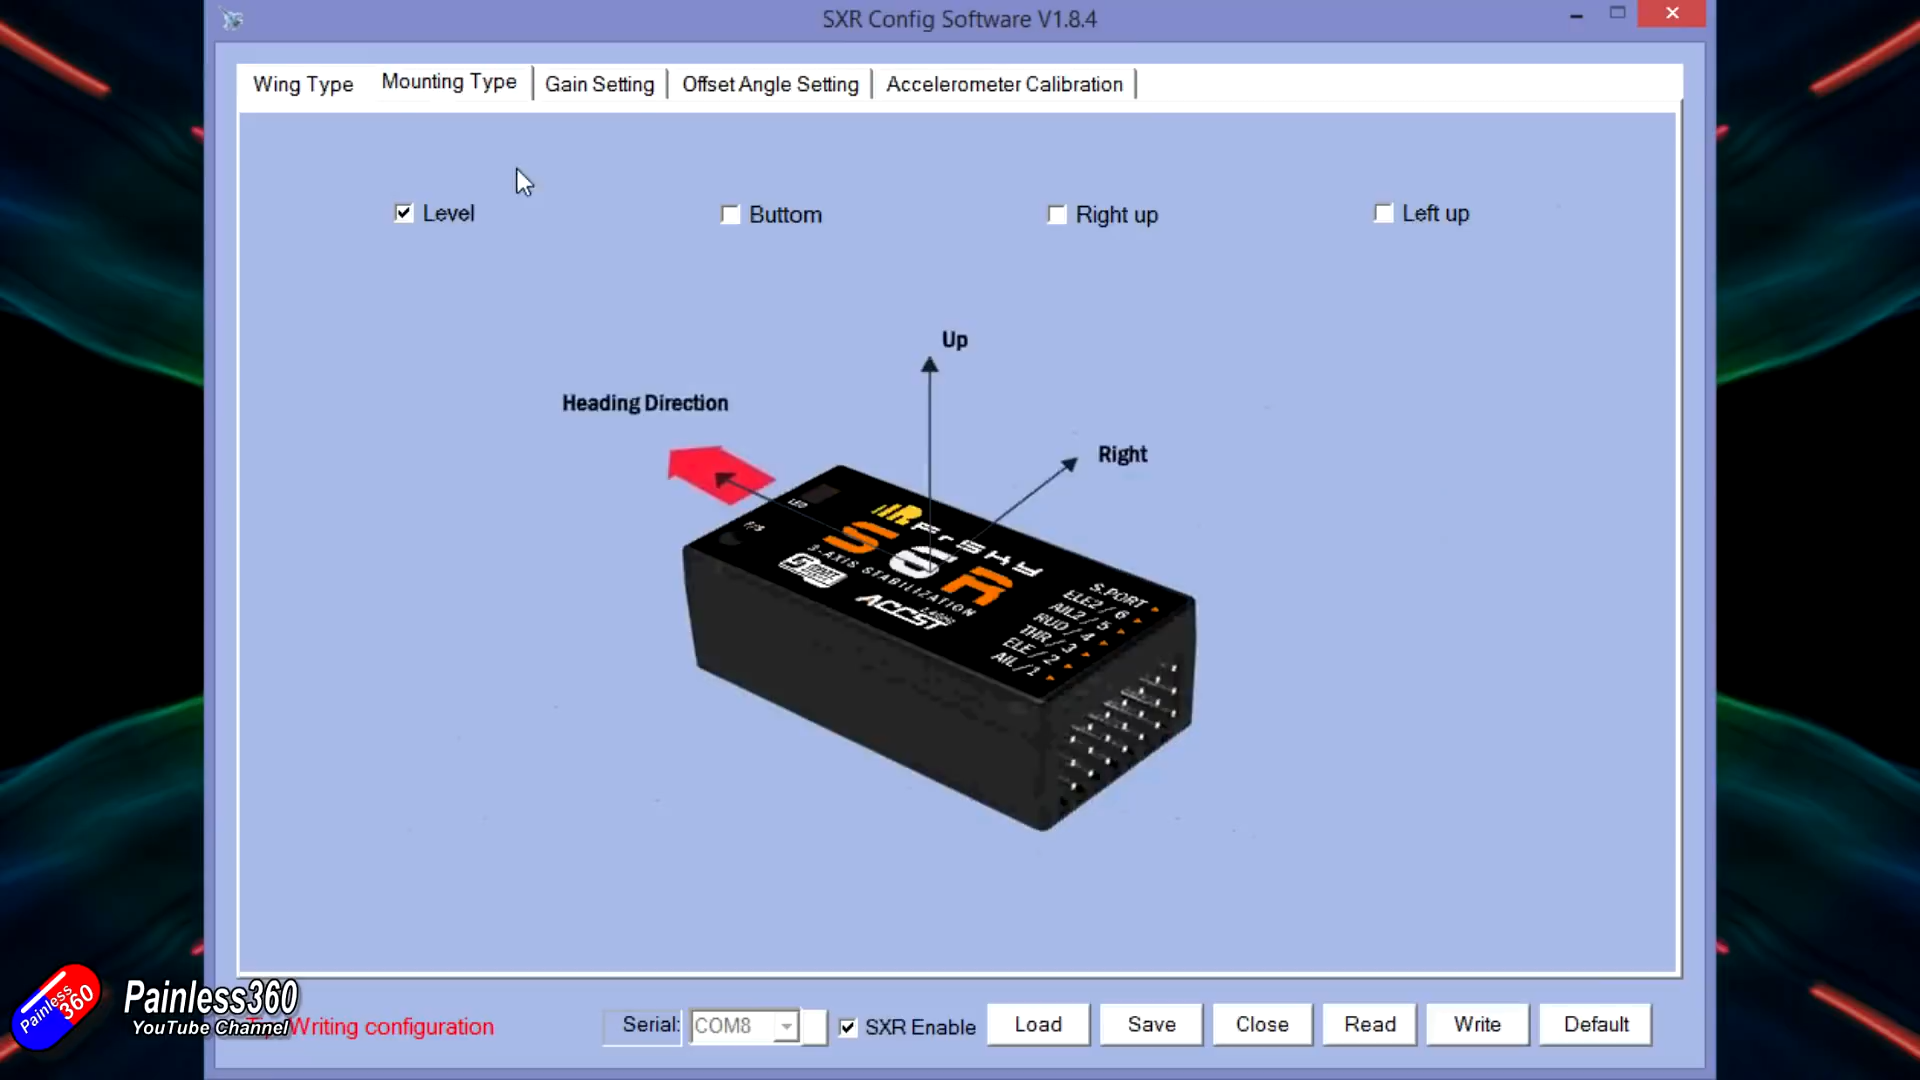 SXR Config Software V1.8.4
Wing Type
Mounting Type
Gain Setting
Offset Angle Setting
Accelerometer Calibration
Level
Buttom
Right up
Left up
Up
Heading Direction
Right
LED
F/S
FrSky
S6R
3-AXIS STABILIZATION
ACCST
S.PORT
ELE2 / 6
AIL2 / 5
RUD / 4
THR / 3
ELE / 2
AIL / 1
Painless360
Painless360
YouTube Channel
Writing configuration
Serial:
COM8
SXR Enable
Load
Save
Close
Read
Write
Default